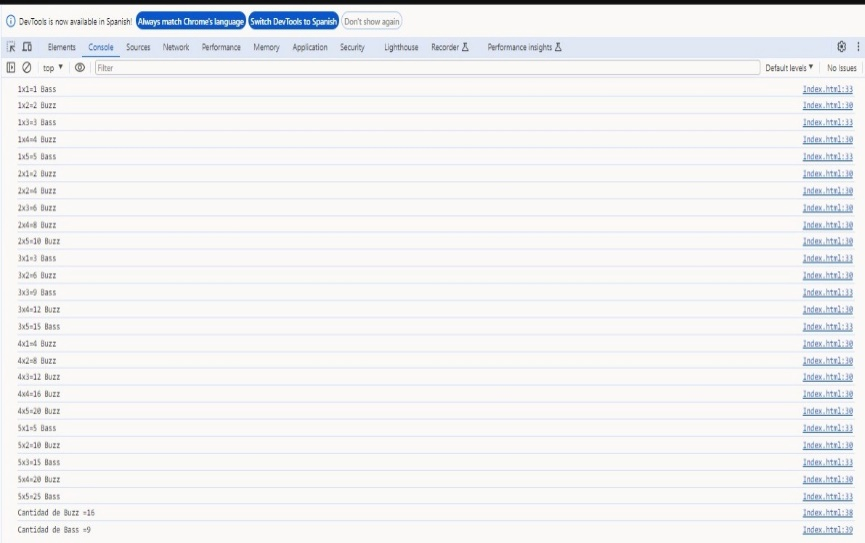 DevTools is now available in Spanish! Always match Chrome's language Switch DevTools to Spanish Don't show again
Elements Console Sources Network Performance Memory Application Security Lighthouse Recorder Performance insights
top Filter Default levels No Issues
1x1=1 Bass Index.html:33
1x2=2 Buzz Index.html:30
1x3=3 Bass Index.html:33
1x4=4 Buzz Index.html:30
1x5=5 Bass Index.html:33
2x1=2 Buzz Index.html:30
2x2=4 Buzz Index.html:30
2x3=6 Buzz Index.html:30
2x4=8 Buzz Index.html:30
2x5=10 Buzz Index.html:30
3x1=3 Bass Index.html:33
3x2=6 Buzz Index.html:30
3x3=9 Bass Index.html:33
3x4=12 Buzz Index.html:30
3x5=15 Bass Index.html:33
4x1=4 Buzz Index.html:30
4x2=8 Buzz Index.html:30
4x3=12 Buzz Index.html:30
4x4=16 Buzz Index.html:30
4x5=20 Buzz Index.html:30
5x1=5 Bass Index.html:33
5x2=10 Buzz Index.html:30
5x3=15 Bass Index.html:33
5x4=20 Buzz Index.html:30
5x5=25 Bass Index.html:33
Cantidad de Buzz =16 Index.html:38
Cantidad de Bass =9 Index.html:39